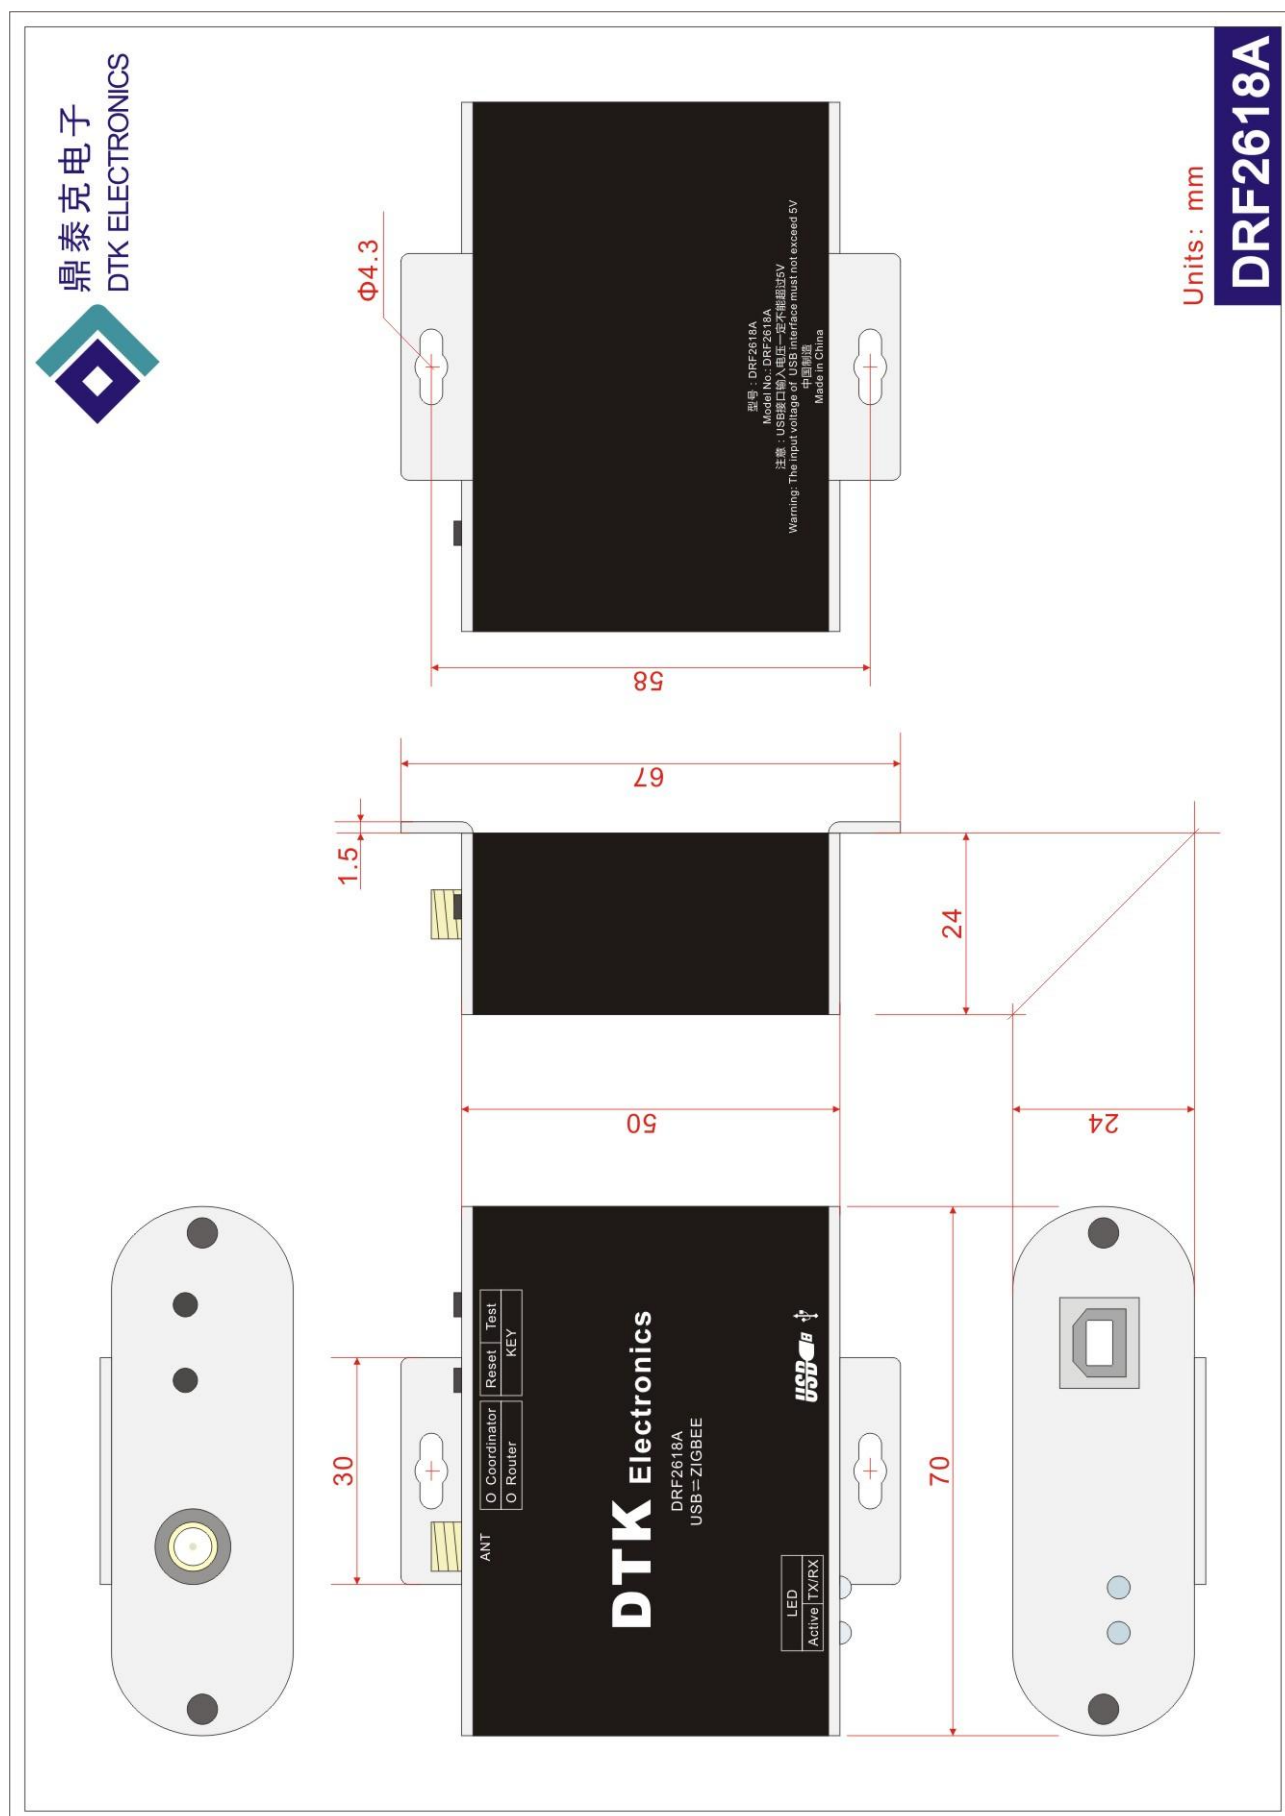 鼎泰克电子
DTK ELECTRONICS
Φ4.3
型号：DRF2618A
Model No.: DRF2618A
注意：USB接口输入电压一定不能超过5V
Warning: The input voltage of USB interface must not exceed 5V
中国制造
Made in China
58
67
1.5
24
50
24
30
70
ANT
O Coordinator
O Router
Reset Test
KEY
DTK Electronics
DRF2618A
USB⇌ZIGBEE
LED
Active TX/RX
USB
B
Units: mm
DRF2618A